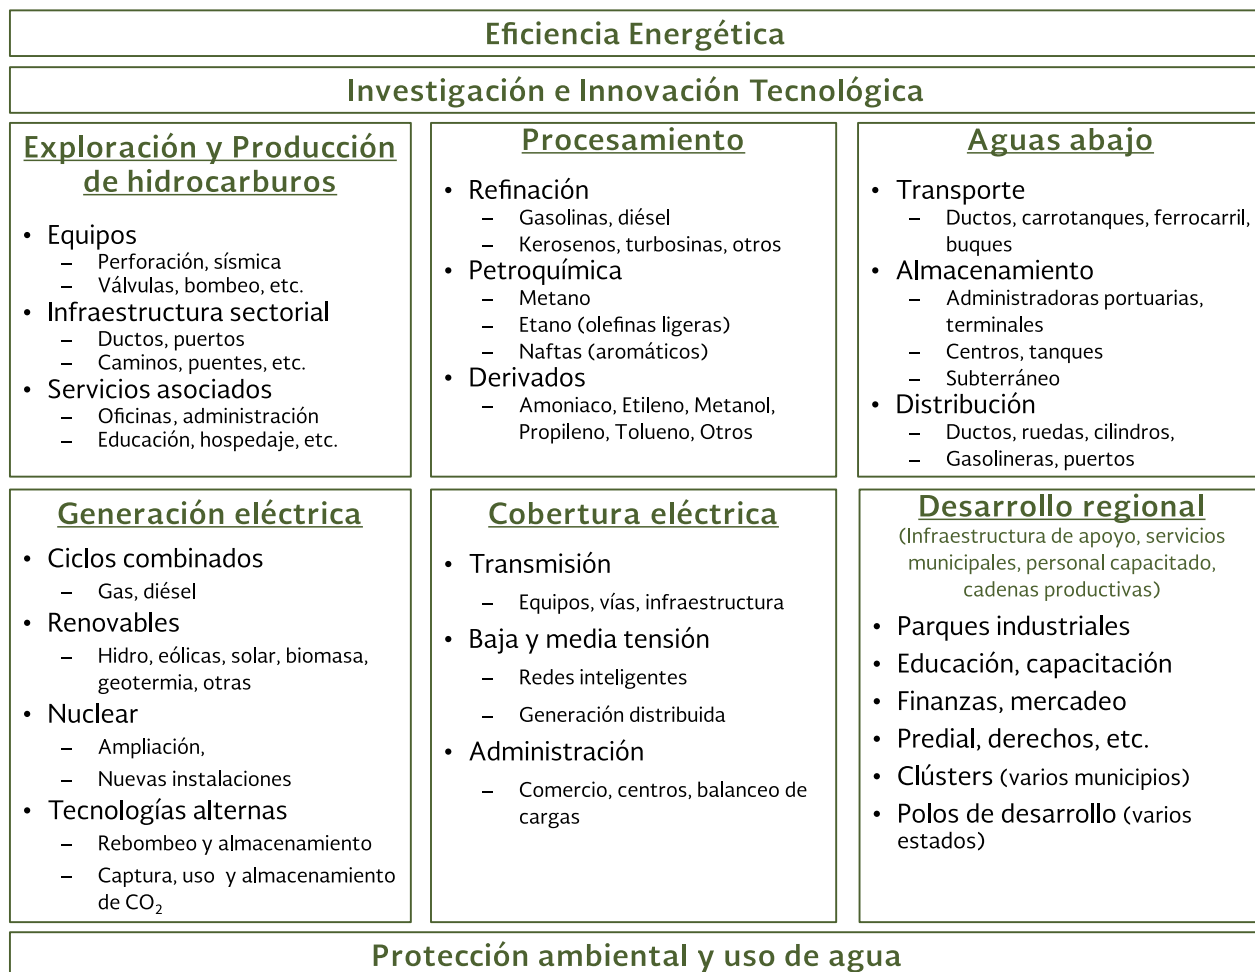 Eficiencia Energética
Investigación e Innovación Tecnológica
Exploración y Producción
de hidrocarburos
• Equipos
– Perforación, sísmica
– Válvulas, bombeo, etc.
• Infraestructura sectorial
– Ductos, puertos
– Caminos, puentes, etc.
• Servicios asociados
– Oficinas, administración
– Educación, hospedaje, etc.
Procesamiento
• Refinación
– Gasolinas, diésel
– Kerosenos, turbosinas, otros
• Petroquímica
– Metano
– Etano (olefinas ligeras)
– Naftas (aromáticos)
• Derivados
– Amoniaco, Etileno, Metanol,
Propileno, Tolueno, Otros
Aguas abajo
• Transporte
– Ductos, carrotanques, ferrocarril,
buques
• Almacenamiento
– Administradoras portuarias,
terminales
– Centros, tanques
– Subterráneo
• Distribución
– Ductos, ruedas, cilindros,
– Gasolineras, puertos
Generación eléctrica
• Ciclos combinados
– Gas, diésel
• Renovables
– Hidro, eólicas, solar, biomasa,
geotermia, otras
• Nuclear
– Ampliación,
– Nuevas instalaciones
• Tecnologías alternas
– Rebombeo y almacenamiento
– Captura, uso y almacenamiento
de CO₂
Cobertura eléctrica
• Transmisión
– Equipos, vías, infraestructura
• Baja y media tensión
– Redes inteligentes
– Generación distribuida
• Administración
– Comercio, centros, balanceo de
cargas
Desarrollo regional
(Infraestructura de apoyo, servicios
municipales, personal capacitado,
cadenas productivas)
• Parques industriales
• Educación, capacitación
• Finanzas, mercadeo
• Predial, derechos, etc.
• Clústers (varios municipios)
• Polos de desarrollo (varios
estados)
Protección ambiental y uso de agua